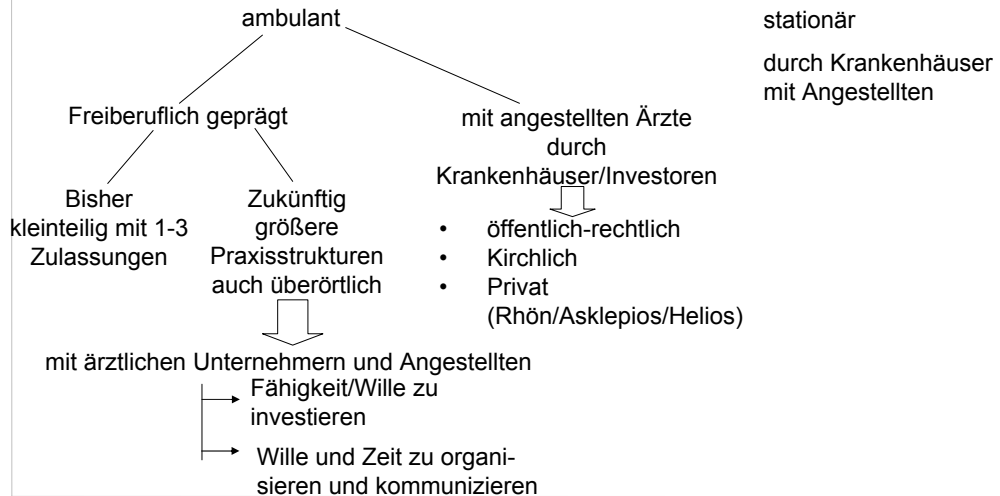 ambulant
stationär
durch Krankenhäuser
mit Angestellten
Freiberuflich geprägt
mit angestellten Ärzte
durch
Krankenhäuser/Investoren
Bisher
kleinteilig mit 1-3
Zulassungen
Zukünftig
größere
Praxisstrukturen
auch überörtlich
• öffentlich-rechtlich
• Kirchlich
• Privat
(Rhön/Asklepios/Helios)
mit ärztlichen Unternehmern und Angestellten
Fähigkeit/Wille zu
investieren
Wille und Zeit zu organi-
sieren und kommunizieren